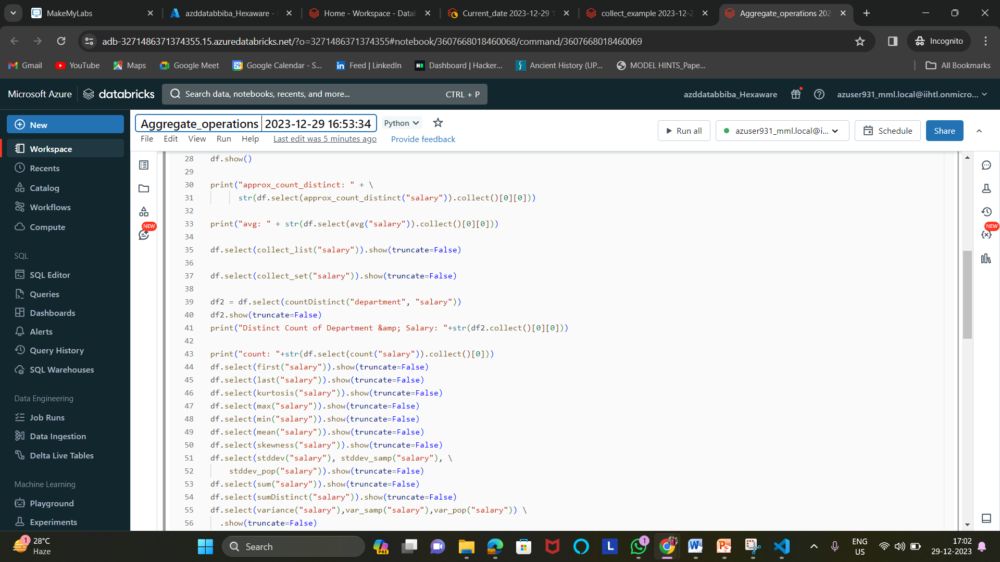 MakeMyLabs
azddatabbiba_Hexaware -
Home - Workspace - Datab
Current_date 2023-12-29 1
collect_example 2023-12-2
Aggregate_operations 202
adb-3271486371374355.15.azuredatabricks.net/?o=3271486371374355#notebook/3607668018460068/command/3607668018460069
Incognito
Gmail
YouTube
Maps
Google Meet
Google Calendar - S...
Feed | LinkedIn
Dashboard | Hacker...
Ancient History (UP...
MODEL HINTS_Pape...
All Bookmarks
Microsoft Azure
databricks
Search data, notebooks, recents, and more...
CTRL + P
azddatabbiba_Hexaware
azuser931_mml.local@iihtl.onmicro...
New
Workspace
Recents
Catalog
Workflows
Compute
SQL
SQL Editor
Queries
Dashboards
Alerts
Query History
SQL Warehouses
Data Engineering
Job Runs
Data Ingestion
Delta Live Tables
Machine Learning
Playground
Experiments
Aggregate_operations 2023-12-29 16:53:34
Python
File Edit View Run Help Last edit was 5 minutes ago Provide feedback
Run all
azuser931_mml.local@i...
Schedule
Share
NEW
NEW
28 df.show()
29
30 print("approx_count_distinct: " + \
31 str(df.select(approx_count_distinct("salary")).collect()[0][0]))
32
33 print("avg: " + str(df.select(avg("salary")).collect()[0][0]))
34
35 df.select(collect_list("salary")).show(truncate=False)
36
37 df.select(collect_set("salary")).show(truncate=False)
38
39 df2 = df.select(countDistinct("department", "salary"))
40 df2.show(truncate=False)
41 print("Distinct Count of Department &amp; Salary: "+str(df2.collect()[0][0]))
42
43 print("count: "+str(df.select(count("salary")).collect()[0]))
44 df.select(first("salary")).show(truncate=False)
45 df.select(last("salary")).show(truncate=False)
46 df.select(kurtosis("salary")).show(truncate=False)
47 df.select(max("salary")).show(truncate=False)
48 df.select(min("salary")).show(truncate=False)
49 df.select(mean("salary")).show(truncate=False)
50 df.select(skewness("salary")).show(truncate=False)
51 df.select(stddev("salary"), stddev_samp("salary"), \
52 stddev_pop("salary")).show(truncate=False)
53 df.select(sum("salary")).show(truncate=False)
54 df.select(sumDistinct("salary")).show(truncate=False)
55 df.select(variance("salary"),var_samp("salary"),var_pop("salary")) \
56 .show(truncate=False)
1
28°C
Haze
Search
PRE
L
1
ENG
US
17:02
29-12-2023